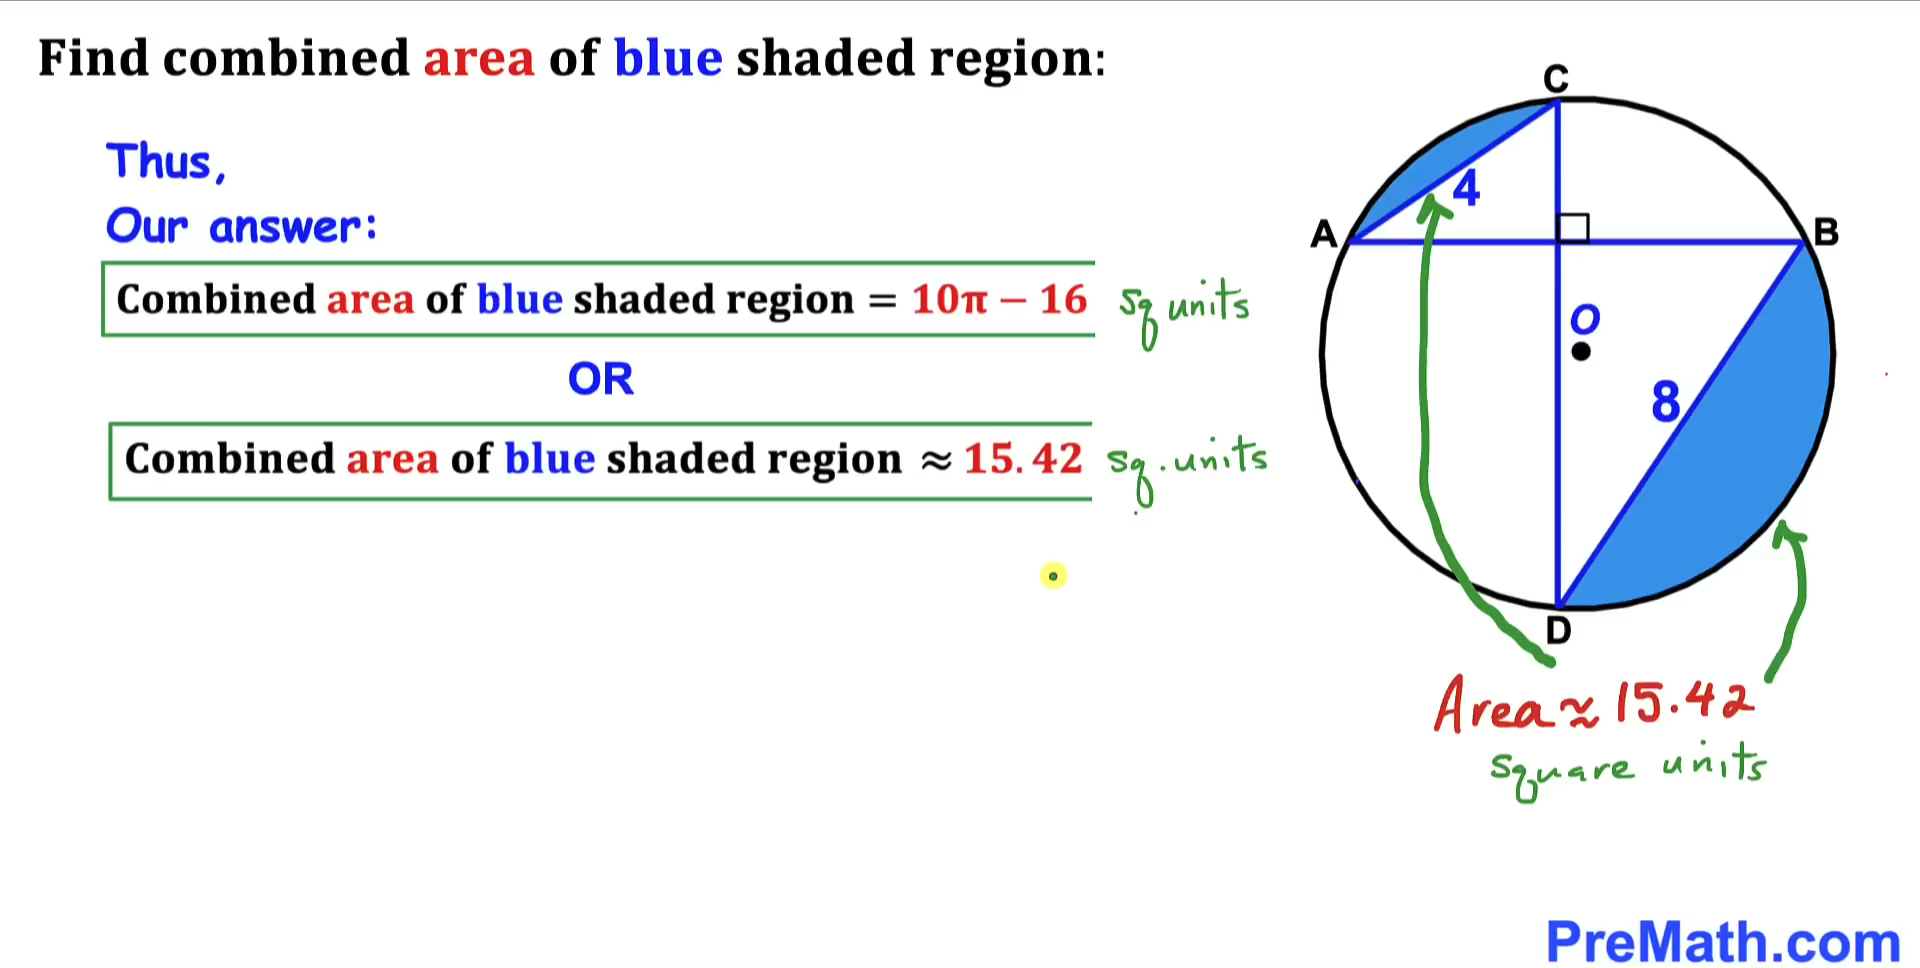 Find combined area of blue shaded region:
Thus,
Our answer:
Combined area of blue shaded region = 10π − 16 sq units
OR
Combined area of blue shaded region ≈ 15.42 sq. units
C
4
A
B
O
8
D
Area ≈ 15.42
square units
PreMath.com